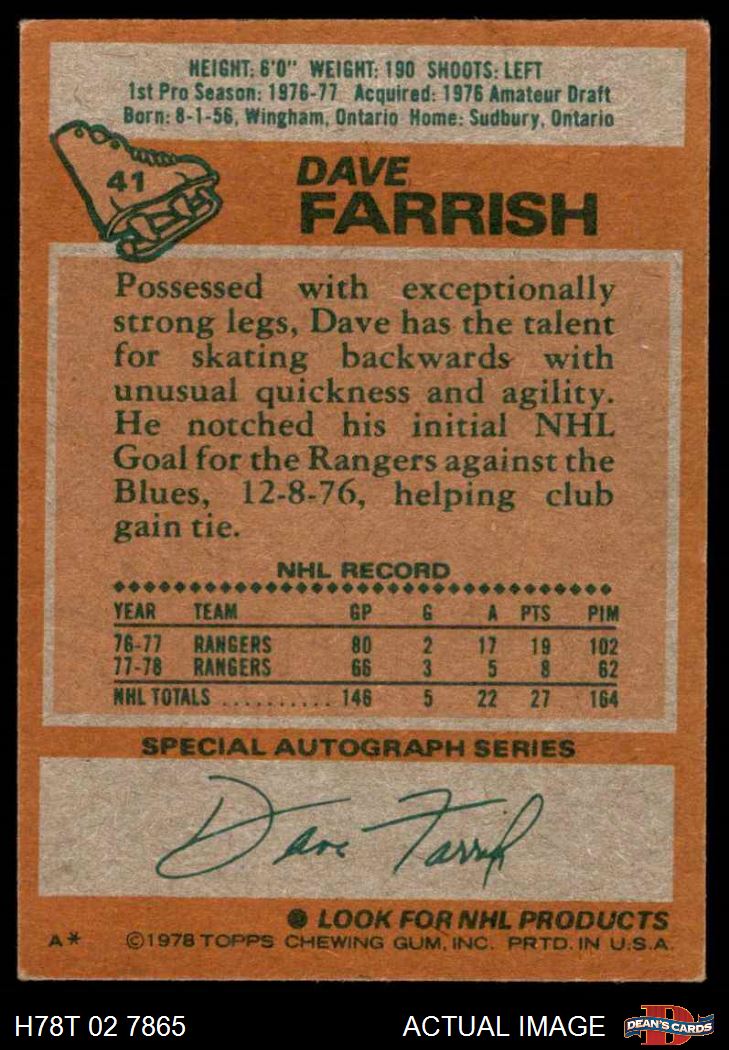 HEIGHT: 6'0" WEIGHT: 190 SHOOTS: LEFT
1st Pro Season: 1976-77 Acquired: 1976 Amateur Draft
Born: 8-1-56, Wingham, Ontario Home: Sudbury, Ontario
41
DAVE
FARRISH
Possessed with exceptionally
strong legs, Dave has the talent
for skating backwards with
unusual quickness and agility.
He notched his initial NHL
Goal for the Rangers against the
Blues, 12-8-76, helping club
gain tie.
NHL RECORD
YEAR TEAM GP G A PTS PIM
76-77 RANGERS 80 2 17 19 102
77-78 RANGERS 66 3 5 8 62
NHL TOTALS .......... 146 5 22 27 164
SPECIAL AUTOGRAPH SERIES
Dave Farrish
LOOK FOR NHL PRODUCTS
A* ©1978 TOPPS CHEWING GUM, INC. PRTD. IN U.S.A.
H78T 02 7865 ACTUAL IMAGE DEAN'S CARDS